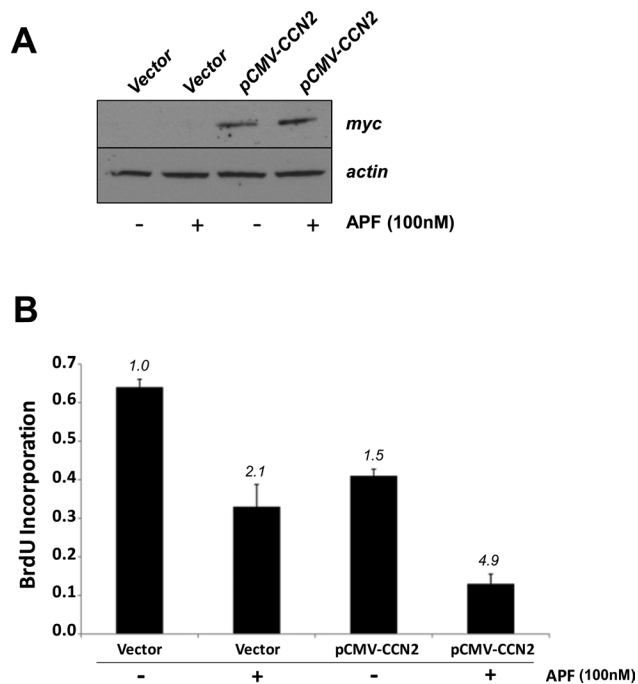 A
Vector Vector pCMV-CCN2 pCMV-CCN2
myc
actin
- + - + APF (100nM)
B
BrdU Incorporation
0.7
0.6
0.5
0.4
0.3
0.2
0.1
0.0
1.0
2.1
1.5
4.9
Vector Vector pCMV-CCN2 pCMV-CCN2
- + - + APF (100nM)